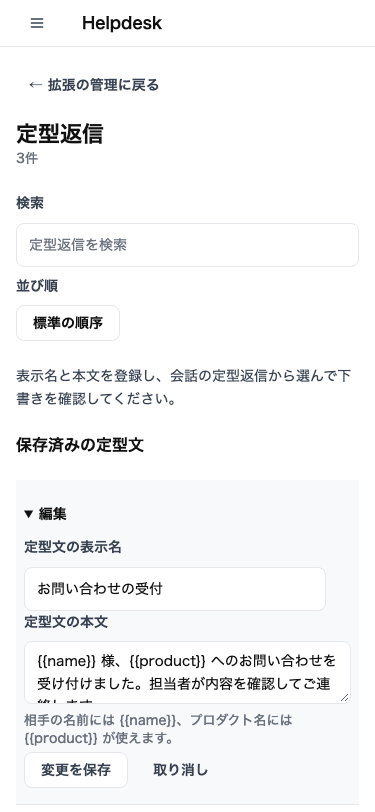 Helpdesk
← 拡張の管理に戻る
定型返信
3件
検索
定型返信を検索
並び順
標準の順序
表示名と本文を登録し、会話の定型返信から選んで下
書きを確認してください。
保存済みの定型文
▼ 編集
定型文の表示名
お問い合わせの受付
定型文の本文
{{name}} 様、{{product}} へのお問い合わせを
受け付けました。担当者が内容を確認してご連
相手の名前には {{name}}、プロダクト名には
{{product}} が使えます。
変更を保存
取り消し